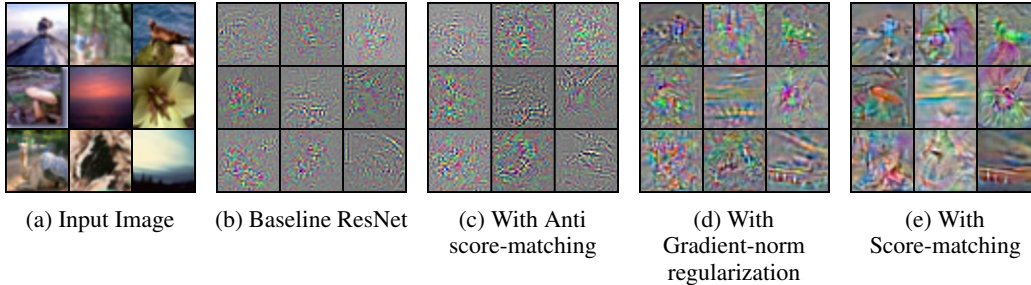 (a) Input Image
(b) Baseline ResNet
(c) With Anti
score-matching
(d) With
Gradient-norm
regularization
(e) With
Score-matching